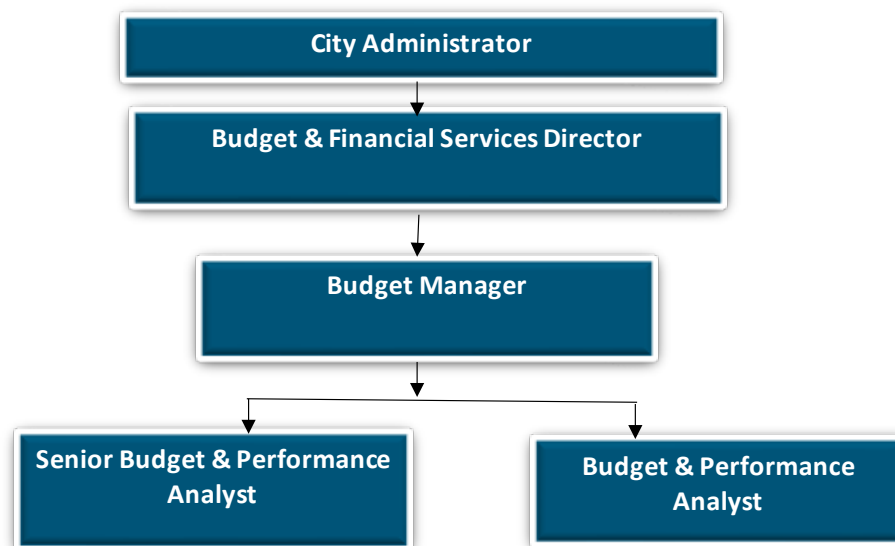 City Administrator
Budget & Financial Services Director
Budget Manager
Senior Budget & Performance
Analyst
Budget & Performance
Analyst